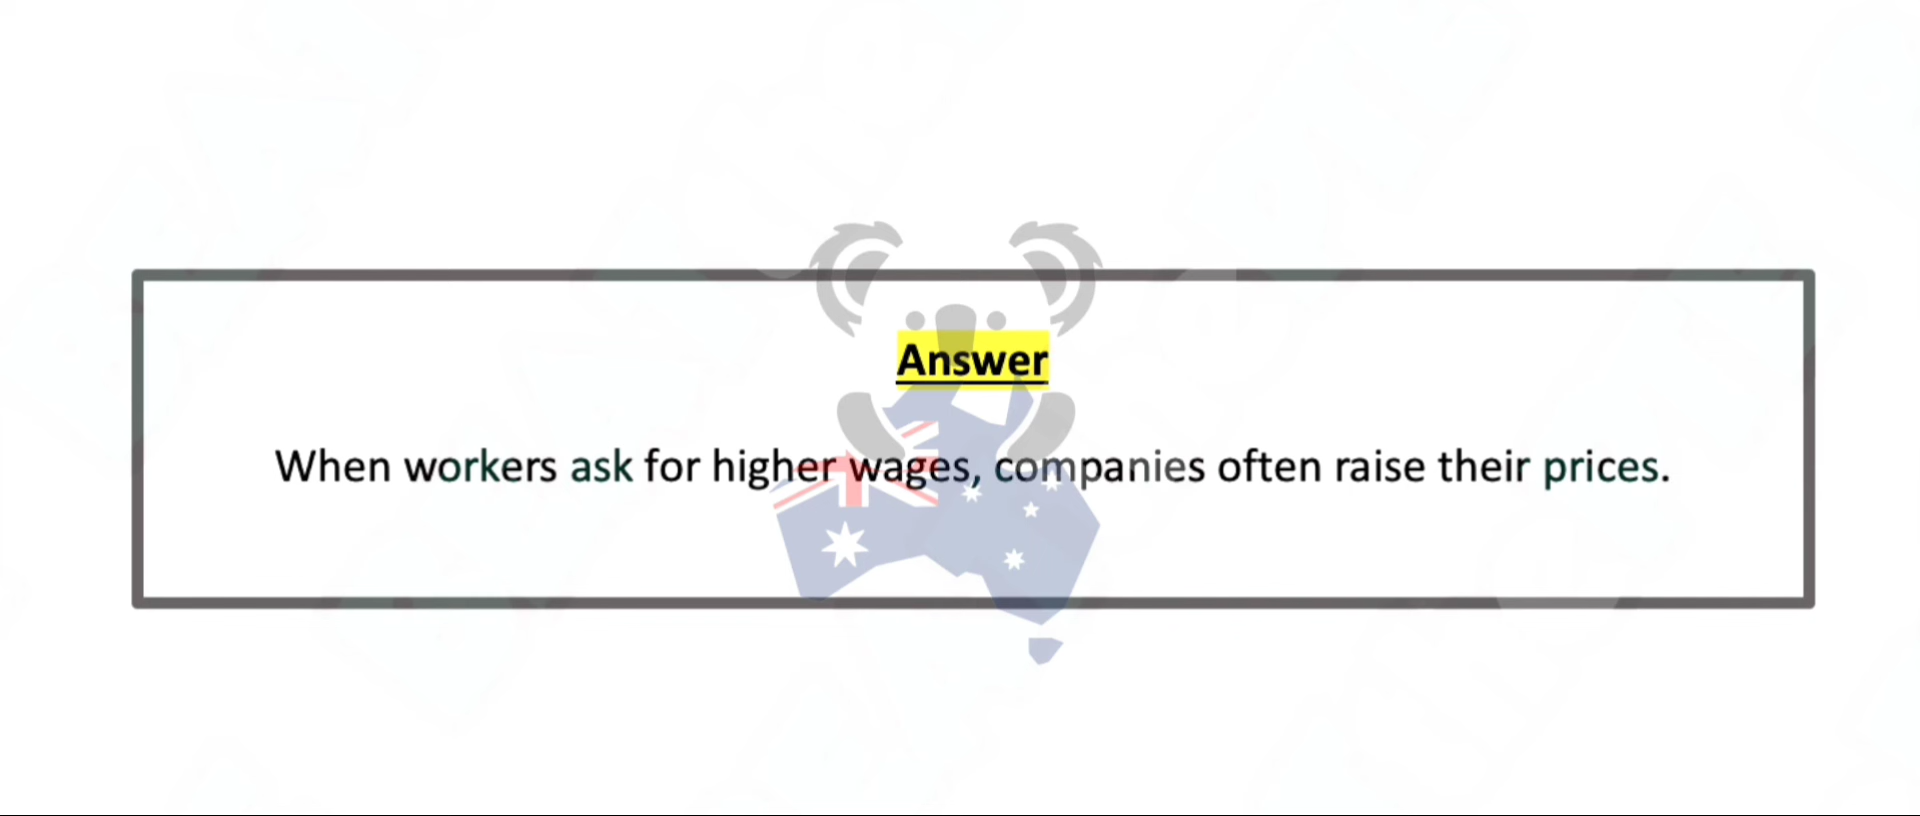 Answer
When workers ask for higher wages, companies often raise their prices.